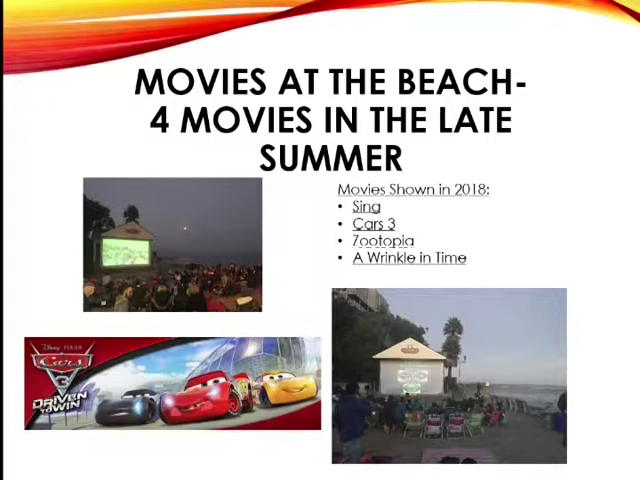 MOVIES AT THE BEACH-
4 MOVIES IN THE LATE
SUMMER
Movies Shown in 2018:
• Sing
• Cars 3
• Zootopia
• A Wrinkle in Time
Disney PIXAR
Cars
3
DRIVEN
TO WIN